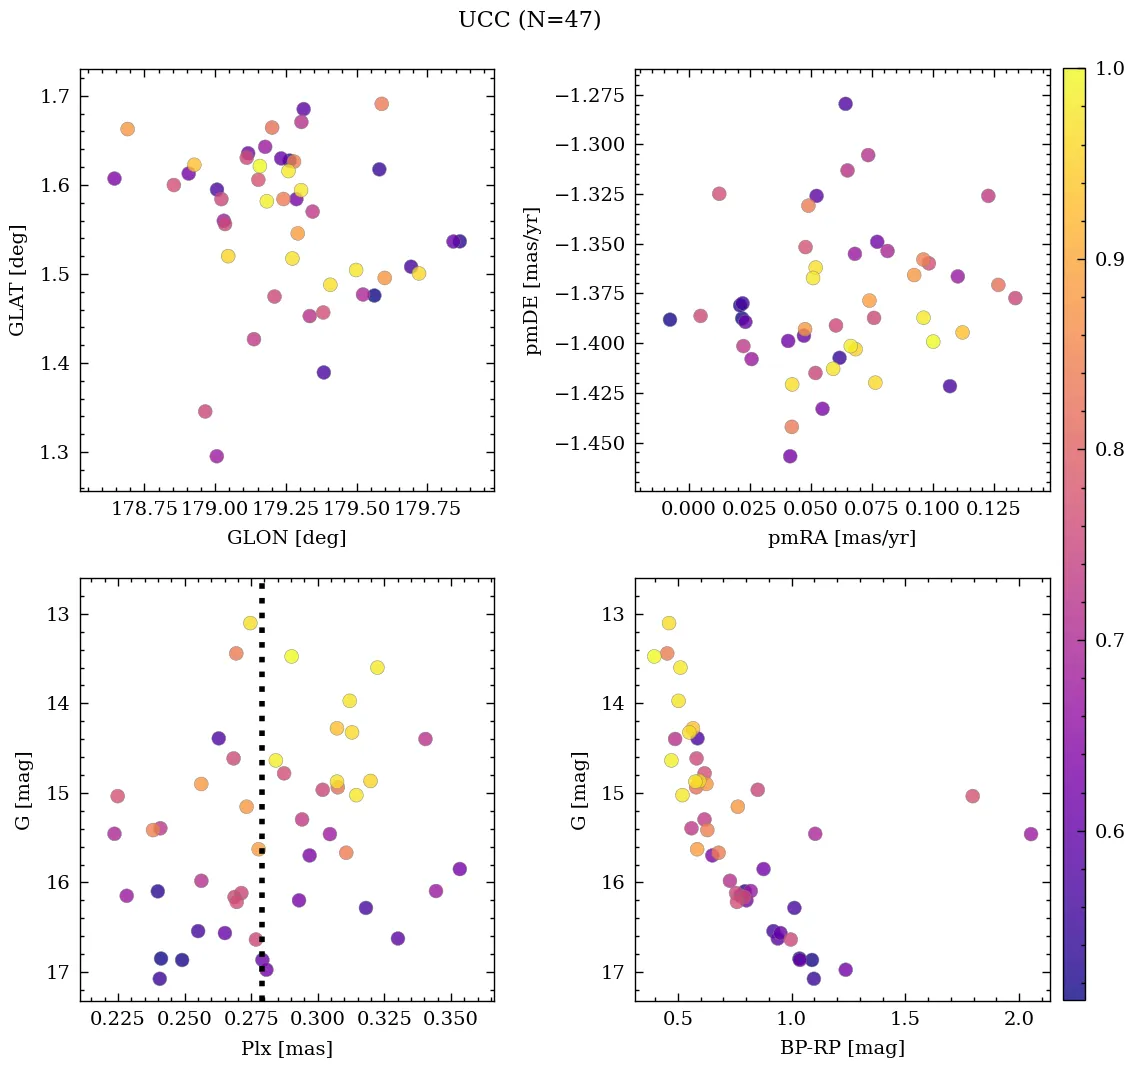 UCC (N=47)
1.7
1.6
1.5
1.4
1.3
GLAT [deg]
178.75 179.00 179.25 179.50 179.75
GLON [deg]
−1.275
−1.300
−1.325
−1.350
−1.375
−1.400
−1.425
−1.450
pmDE [mas/yr]
0.000 0.025 0.050 0.075 0.100 0.125
pmRA [mas/yr]
1.0
0.9
0.8
0.7
0.6
13
14
15
16
17
G [mag]
0.225 0.250 0.275 0.300 0.325 0.350
Plx [mas]
13
14
15
16
17
G [mag]
0.5 1.0 1.5 2.0
BP-RP [mag]